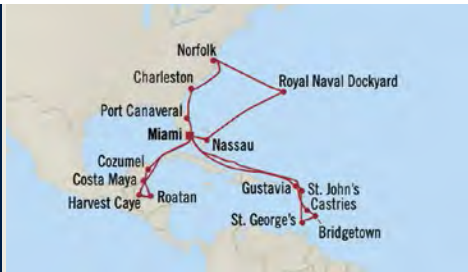 Norfolk
Charleston
Royal Naval Dockyard
Port Canaveral
Miami
Nassau
Cozumel
Costa Maya
Gustavia
St. John's
Harvest Caye
Roatan
Castries
St. George's
Bridgetown